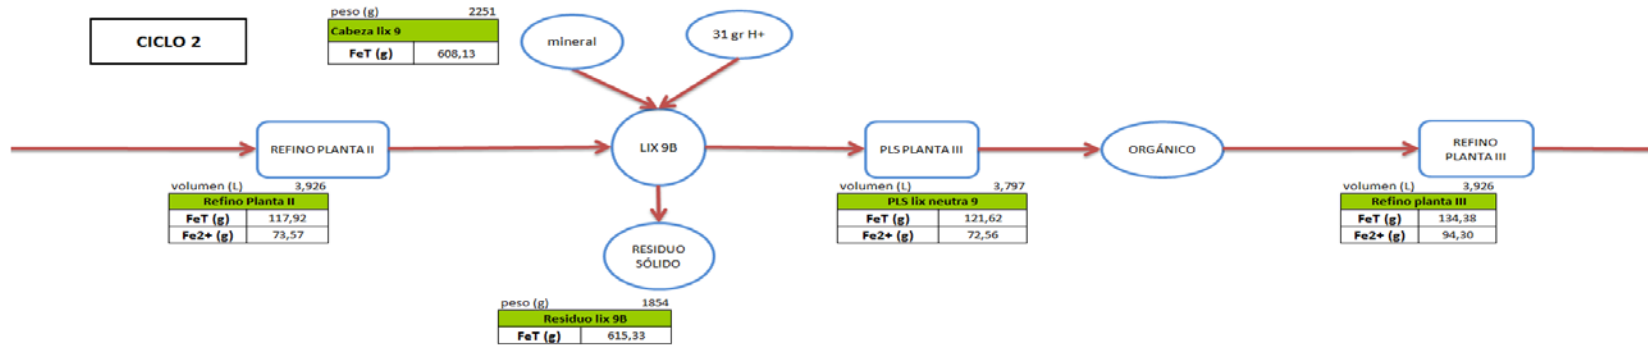 CICLO 2
peso (g) 2251
Cabeza lix 9
FeT (g) 608,13
mineral
31 gr H+
REFINO PLANTA II
LIX 9B
PLS PLANTA III
ORGÁNICO
REFINO
PLANTA III
volumen (L) 3,926
Refino Planta II
FeT (g) 117,92
Fe2+ (g) 73,57
volumen (L) 3,797
PLS lix neutra 9
FeT (g) 121,62
Fe2+ (g) 72,56
volumen (L) 3,926
Refino planta III
FeT (g) 134,38
Fe2+ (g) 94,30
RESIDUO
SÓLIDO
peso (g) 1854
Residuo lix 9B
FeT (g) 615,33